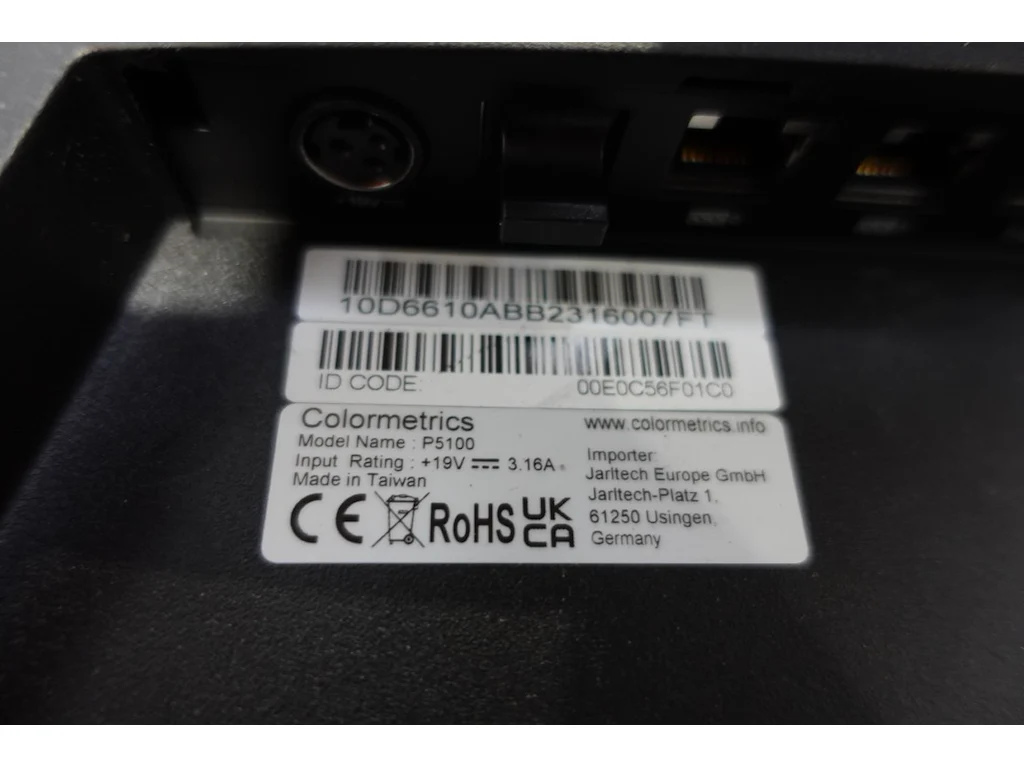 +19V
10D6610ABB2316007FT
ID CODE: 00E0C56F01C0
Colormetrics
www.colormetrics.info
Model Name : P5100
Input Rating : +19V ⎓ 3.16A
Made in Taiwan
CE RoHS UK CA
Importer:
Jarltech Europe GmbH
Jarltech-Platz 1,
61250 Usingen,
Germany